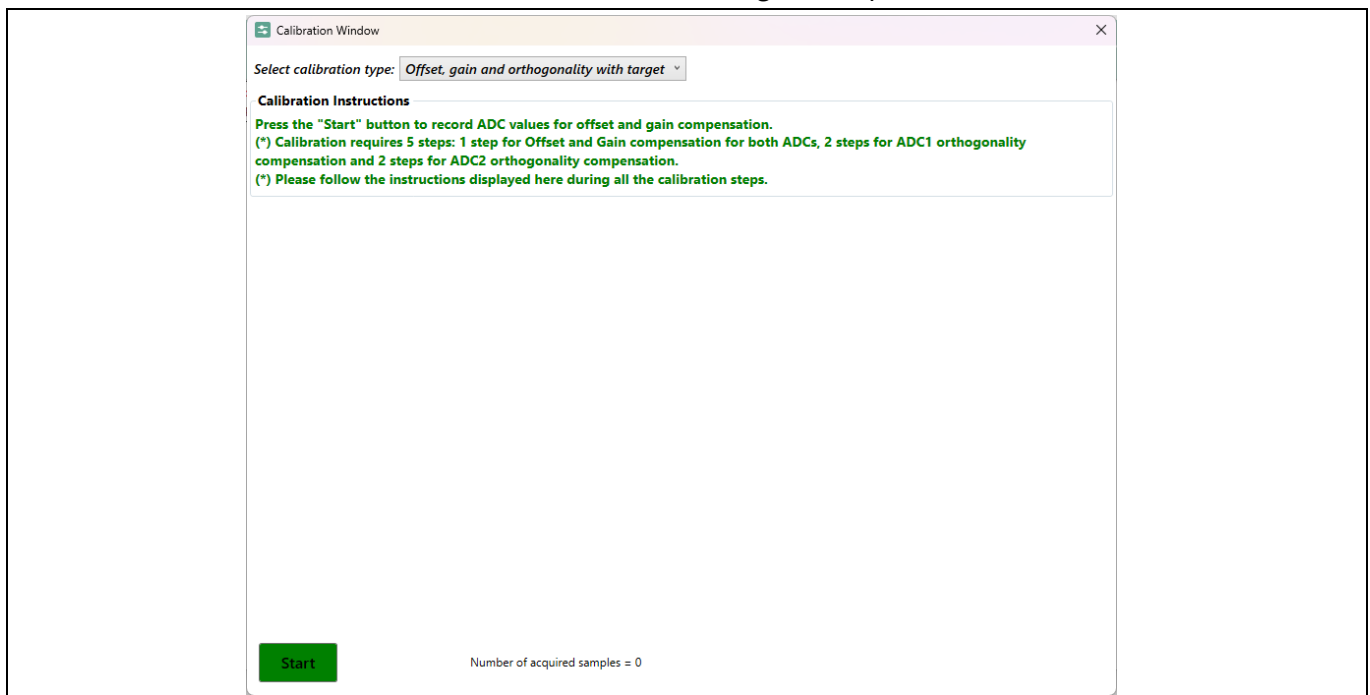 Calibration Window
Select calibration type: Offset, gain and orthogonality with target
Calibration Instructions
Press the "Start" button to record ADC values for offset and gain compensation.
(*) Calibration requires 5 steps: 1 step for Offset and Gain compensation for both ADCs, 2 steps for ADC1 orthogonality
compensation and 2 steps for ADC2 orthogonality compensation.
(*) Please follow the instructions displayed here during all the calibration steps.
Start
Number of acquired samples = 0